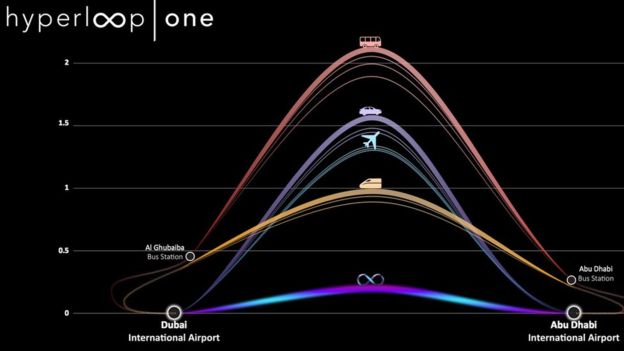 hyperloop | one
2
1.5
1
0.5
0
Al Ghubaiba
Bus Station
Abu Dhabi
Bus Station
Dubai
International Airport
Abu Dhabi
International Airport